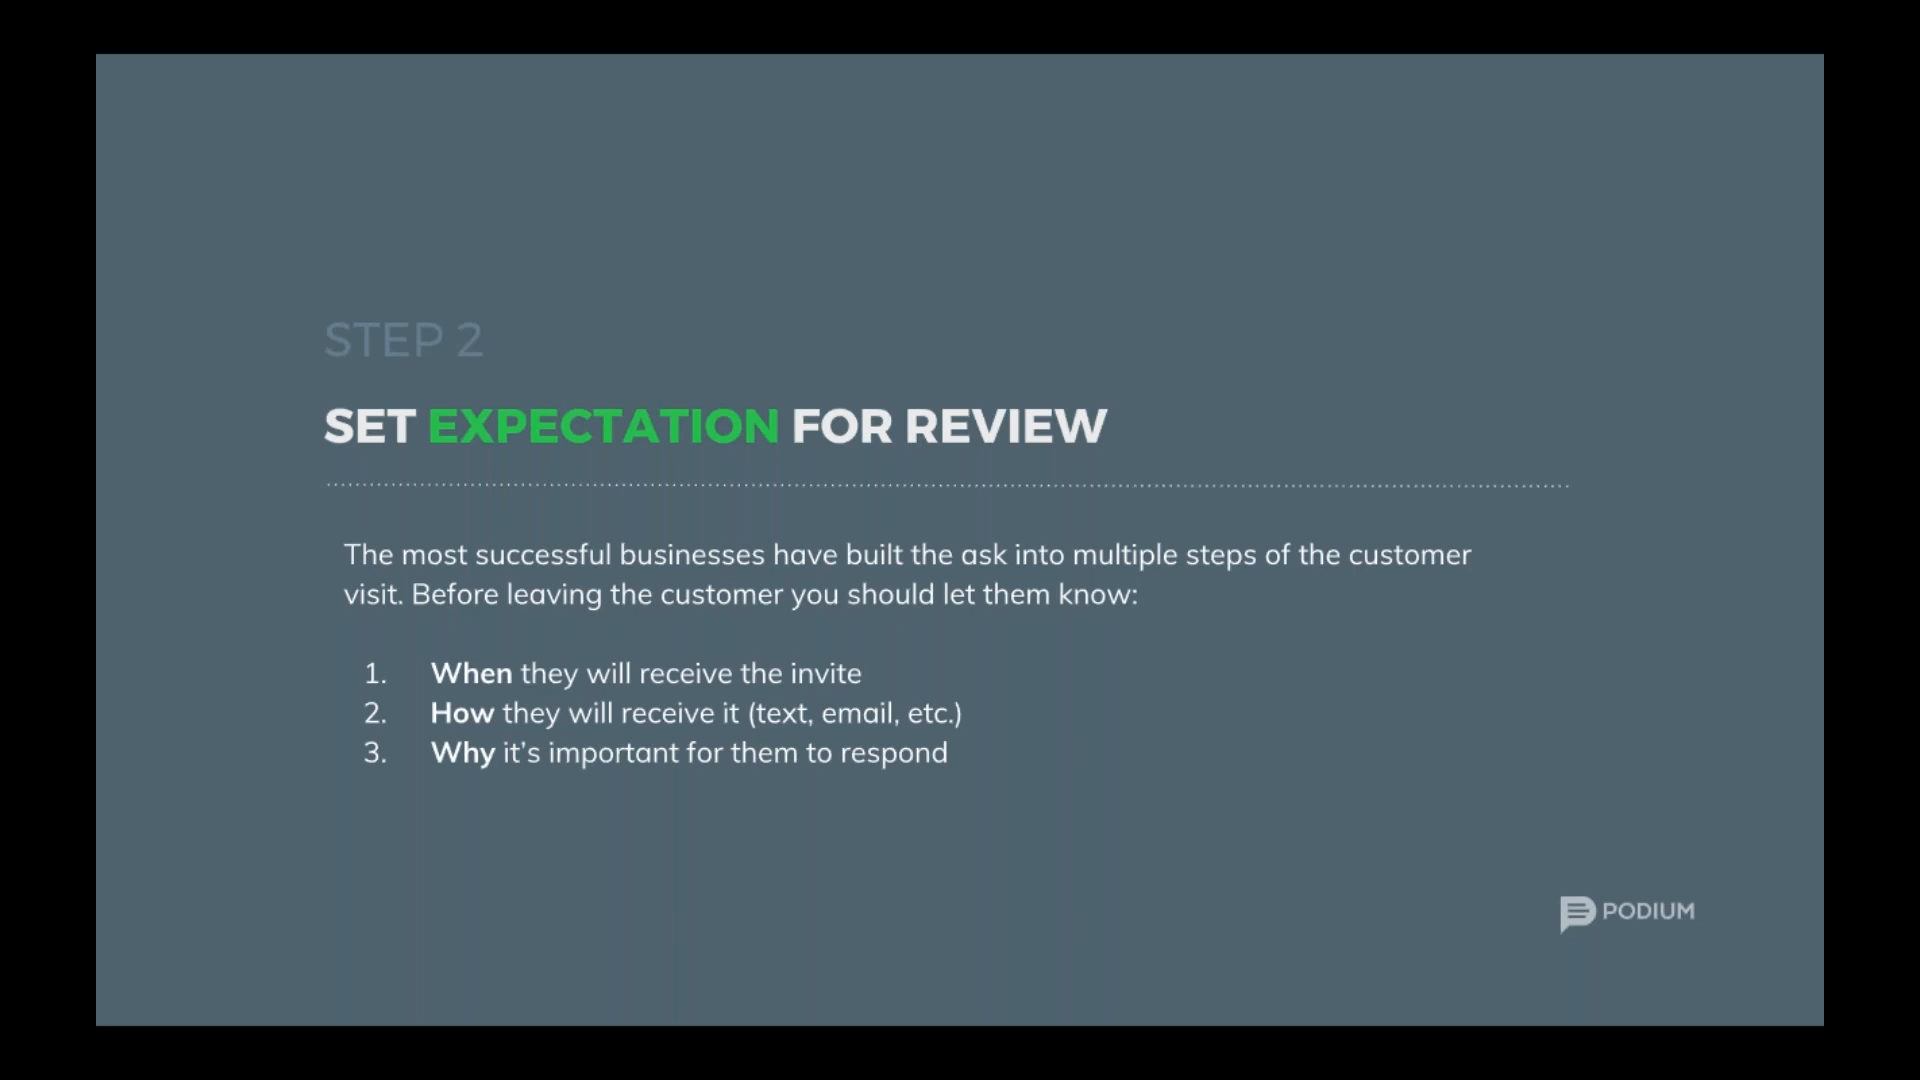 STEP 2
SET EXPECTATION FOR REVIEW
The most successful businesses have built the ask into multiple steps of the customer
visit. Before leaving the customer you should let them know:
1. When they will receive the invite
2. How they will receive it (text, email, etc.)
3. Why it’s important for them to respond
PODIUM